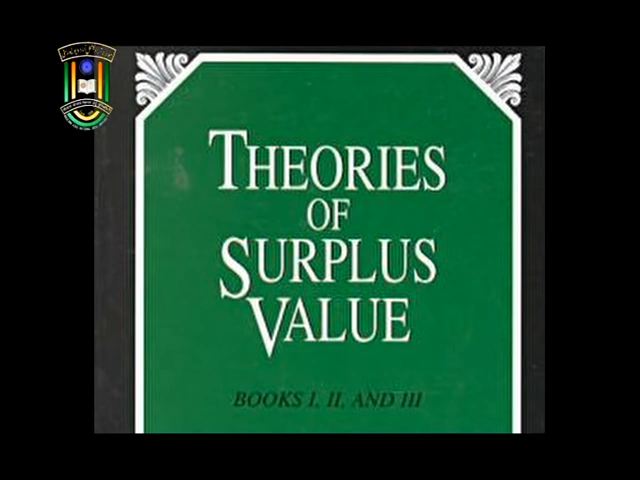 THEORIES
OF
SURPLUS
VALUE
BOOKS I, II, AND III